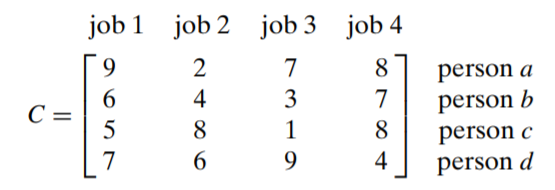 job 1 job 2 job 3 job 4
9 2 7 8 person a
C = 6 4 3 7 person b
5 8 1 8 person c
7 6 9 4 person d